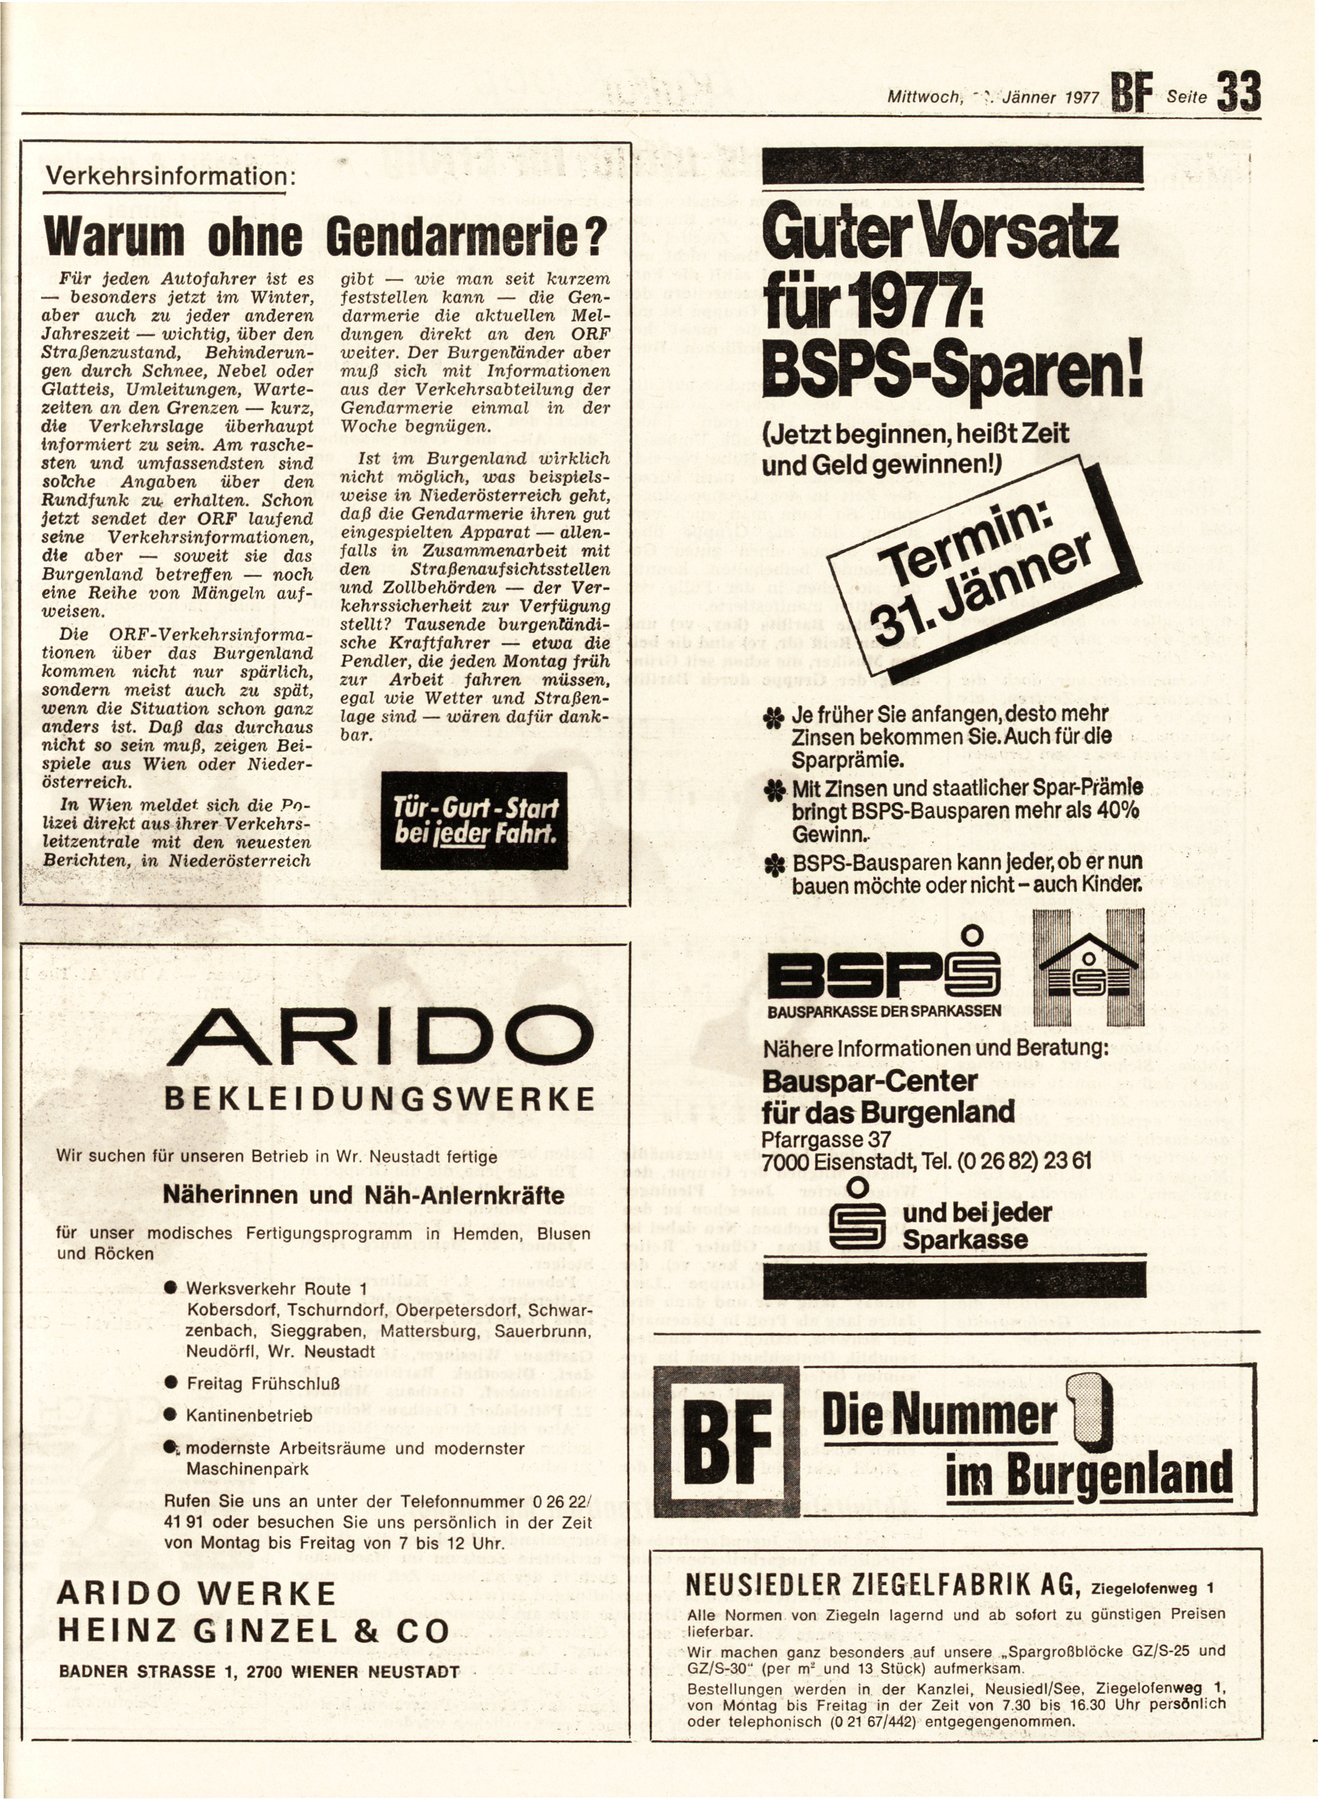 Mittwoch, Jänner 1977 BF Seite 33
Verkehrsinformation:
Warum ohne Gendarmerie?
Für jeden Autofahrer ist es
— besonders jetzt im Winter,
aber auch zu jeder anderen
Jahreszeit — wichtig, über den
Straßenzustand, Behinderun-
gen durch Schnee, Nebel oder
Glatteis, Umleitungen, Warte-
zeiten an den Grenzen — kurz,
die Verkehrslage überhaupt
informiert zu sein. Am rasche-
sten und umfassendsten sind
solche Angaben über den
Rundfunk zu erhalten. Schon
jetzt sendet der ORF laufend
seine Verkehrsinformationen,
die aber — soweit sie das
Burgenland betreffen — noch
eine Reihe von Mängeln auf-
weisen.
Die ORF-Verkehrsinforma-
tionen über das Burgenland
kommen nicht nur spärlich,
sondern meist auch zu spät,
wenn die Situation schon ganz
anders ist. Daß das durchaus
nicht so sein muß, zeigen Bei-
spiele aus Wien oder Nieder-
österreich.
In Wien meldet sich die Po-
lizei direkt aus ihrer Verkehrs-
leitzentrale mit den neuesten
Berichten, in Niederösterreich
gibt — wie man seit kurzem
feststellen kann — die Gen-
darmerie die aktuellen Mel-
dungen direkt an den ORF
weiter. Der Burgenländer aber
muß sich mit Informationen
aus der Verkehrsabteilung der
Gendarmerie einmal in der
Woche begnügen.
Ist im Burgenland wirklich
nicht möglich, was beispiels-
weise in Niederösterreich geht,
daß die Gendarmerie ihren gut
eingespielten Apparat — allen-
falls in Zusammenarbeit mit
den Straßenaufsichtsstellen
und Zollbehörden — der Ver-
kehrssicherheit zur Verfügung
stellt? Tausende burgenländi-
sche Kraftfahrer — etwa die
Pendler, die jeden Montag früh
zur Arbeit fahren müssen,
egal wie Wetter und Straßen-
lage sind — wären dafür dank-
bar.
Tür-Gurt-Start
bei jeder Fahrt.
ARIDO
BEKLEIDUNGSWERKE
Wir suchen für unseren Betrieb in Wr. Neustadt fertige
Näherinnen und Näh-Anlernkräfte
für unser modisches Fertigungsprogramm in Hemden, Blusen
und Röcken
● Werksverkehr Route 1
Kobersdorf, Tschurndorf, Oberpetersdorf, Schwar-
zenbach, Sieggraben, Mattersburg, Sauerbrunn,
Neudörfl, Wr. Neustadt
● Freitag Frühschluß
● Kantinenbetrieb
● modernste Arbeitsräume und modernster
Maschinenpark
Rufen Sie uns an unter der Telefonnummer 0 26 22/
41 91 oder besuchen Sie uns persönlich in der Zeit
von Montag bis Freitag von 7 bis 12 Uhr.
ARIDO WERKE
HEINZ GINZEL & CO
BADNER STRASSE 1, 2700 WIENER NEUSTADT
Guter Vorsatz
für 1977:
BSPS-Sparen!
(Jetzt beginnen, heißt Zeit
und Geld gewinnen!)
Termin:
31. Jänner
Je früher Sie anfangen, desto mehr
Zinsen bekommen Sie. Auch für die
Sparprämie.
Mit Zinsen und staatlicher Spar-Prämie
bringt BSPS-Bausparen mehr als 40%
Gewinn.
BSPS-Bausparen kann jeder, ob er nun
bauen möchte oder nicht – auch Kinder.
BSPS
BAUSPARKASSE DER SPARKASSEN
Nähere Informationen und Beratung:
Bauspar-Center
für das Burgenland
Pfarrgasse 37
7000 Eisenstadt, Tel. (0 26 82) 23 61
und bei jeder
Sparkasse
BF
Die Nummer 1
im Burgenland
NEUSIEDLER ZIEGELFABRIK AG, Ziegelofenweg 1
Alle Normen von Ziegeln lagernd und ab sofort zu günstigen Preisen
lieferbar.
Wir machen ganz besonders auf unsere „Spargroßblöcke GZ/S-25 und
GZ/S-30“ (per m² und 13 Stück) aufmerksam.
Bestellungen werden in der Kanzlei, Neusiedl/See, Ziegelofenweg 1,
von Montag bis Freitag in der Zeit von 7.30 bis 16.30 Uhr persönlich
oder telephonisch (0 21 67/442) entgegengenommen.